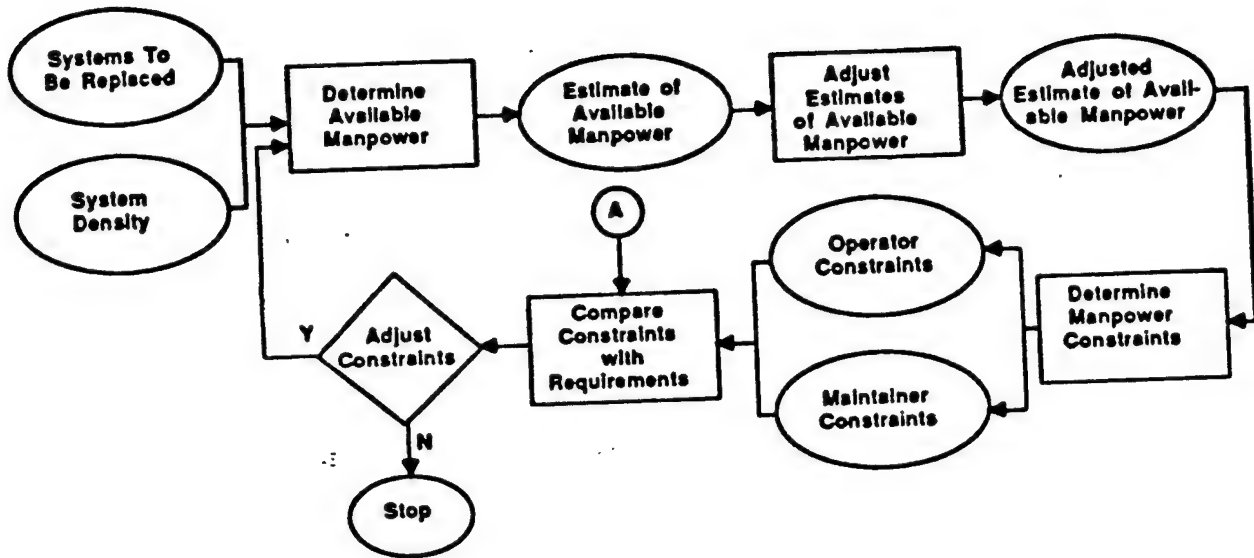 Systems To
Be Replaced
System
Density
Determine
Available
Manpower
Estimate of
Available
Manpower
Adjust
Estimates
of Available
Manpower
Adjusted
Estimate of Avail-
able Manpower
Determine
Manpower
Constraints
Operator
Constraints
Maintainer
Constraints
A
Compare
Constraints
with
Requirements
Adjust
Constraints
Y
N
Stop